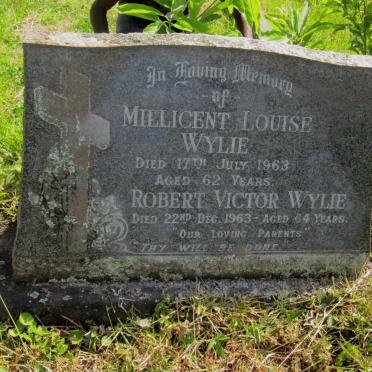 In Loving Memory
- of -
MILLICENT LOUISE
WYLIE
DIED 17TH JULY 1963
AGED 62 YEARS.
ROBERT VICTOR WYLIE
DIED 22ND DEC. 1963 - AGED 64 YEARS.
"OUR LOVING PARENTS"
"THY WILL BE DONE"